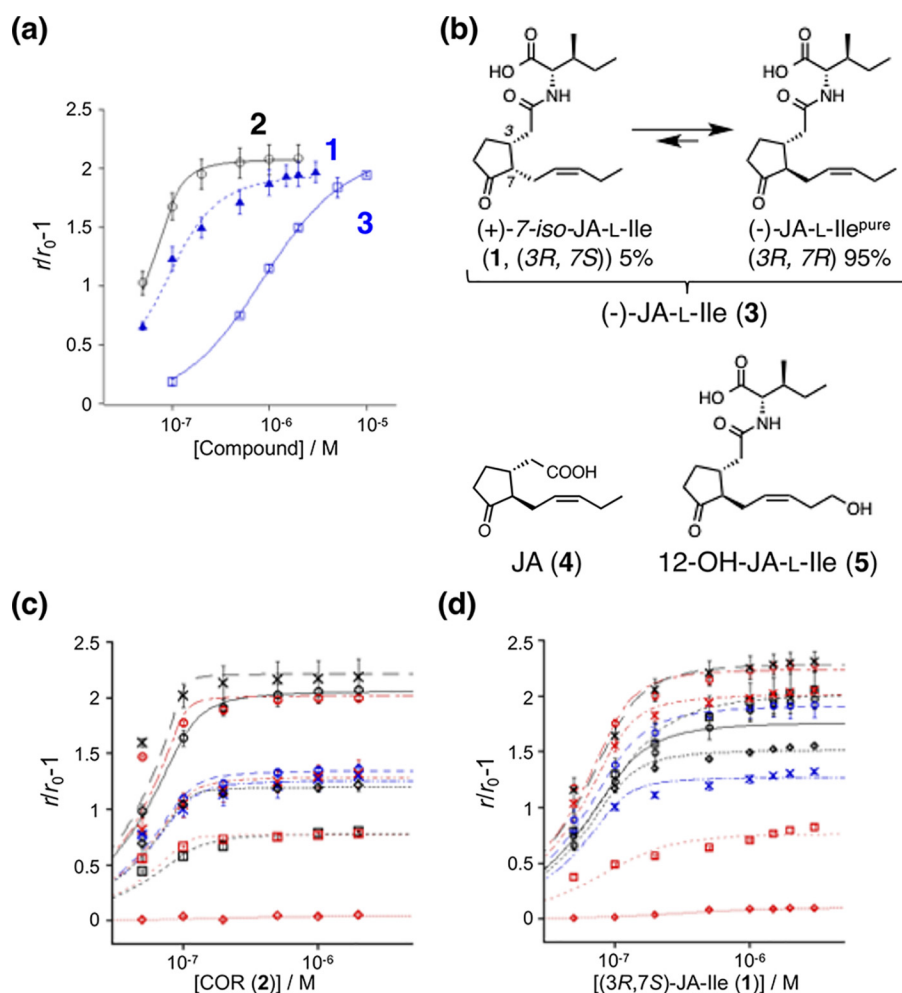 (a)
r/r0-1
2.5
2
1.5
1
0.5
0
2
1
3
10-7
10-6
10-5
[Compound] / M
(b)
O
HO
NH
O
3
7
O
O
HO
NH
O
O
(+)-7-iso-JA-L-Ile
(1, (3R, 7S)) 5%
(-)-JA-L-Ilepure
(3R, 7R) 95%
(-)-JA-L-Ile (3)
COOH
O
JA (4)
O
HO
NH
O
O
OH
12-OH-JA-L-Ile (5)
(c)
r/r0-1
2.5
2
1.5
1
0.5
0
10-7
10-6
[COR (2)] / M
(d)
r/r0-1
2.5
2
1.5
1
0.5
0
10-7
10-6
[(3R,7S)-JA-Ile (1)] / M